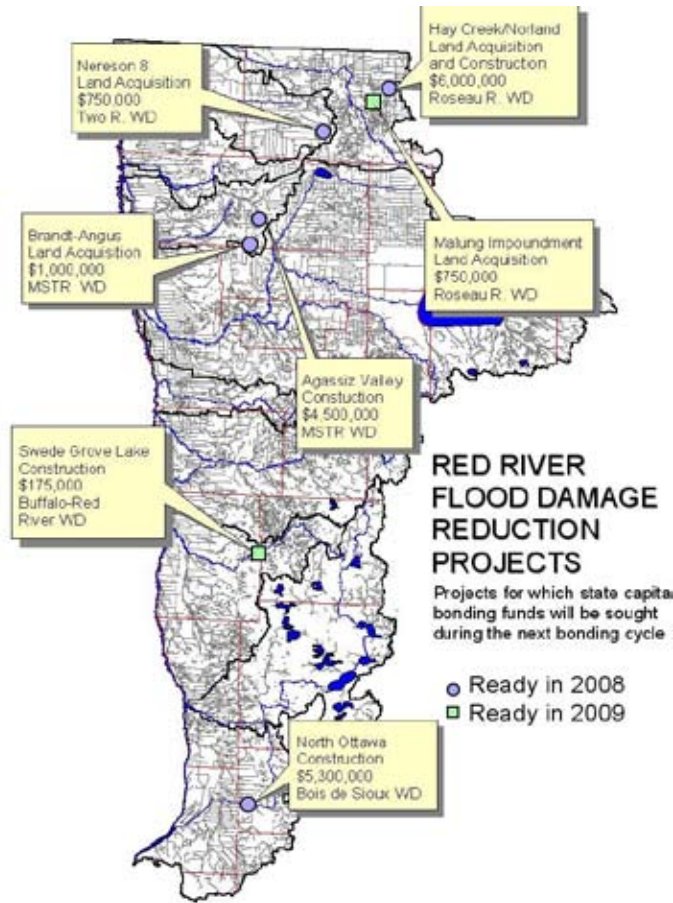 Hay Creek/Norland
Land Acquisition
and Construction
$6,000,000
Roseau R. WD
Nereson 8
Land Acquisition
$750,000
Two R. WD
Brandt-Angus
Land Acquisition
$1,000,000
MSTR WD
Malung Impoundment
Land Acquisition
$750,000
Roseau R. WD
Agassiz Valley
Constuction
$4,500,000
MSTR WD
Swede Grove Lake
Construction
$175,000
Buffalo-Red
River WD
RED RIVER
FLOOD DAMAGE
REDUCTION
PROJECTS
Projects for which state capita
bonding funds will be sought
during the next bonding cycle
Ready in 2008
Ready in 2009
North Ottawa
Construction
$5,300,000
Bois de Sioux WD